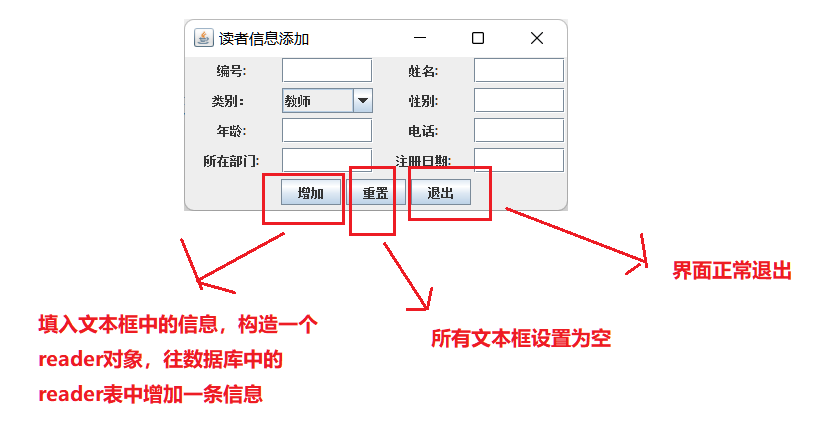 读者信息添加
编号: 姓名:
类别: 教师 性别:
年龄: 电话:
所在部门: 注册日期:
增加 重置 退出
界面正常退出
填入文本框中的信息，构造一个
reader对象，往数据库中的
reader表中增加一条信息
所有文本框设置为空